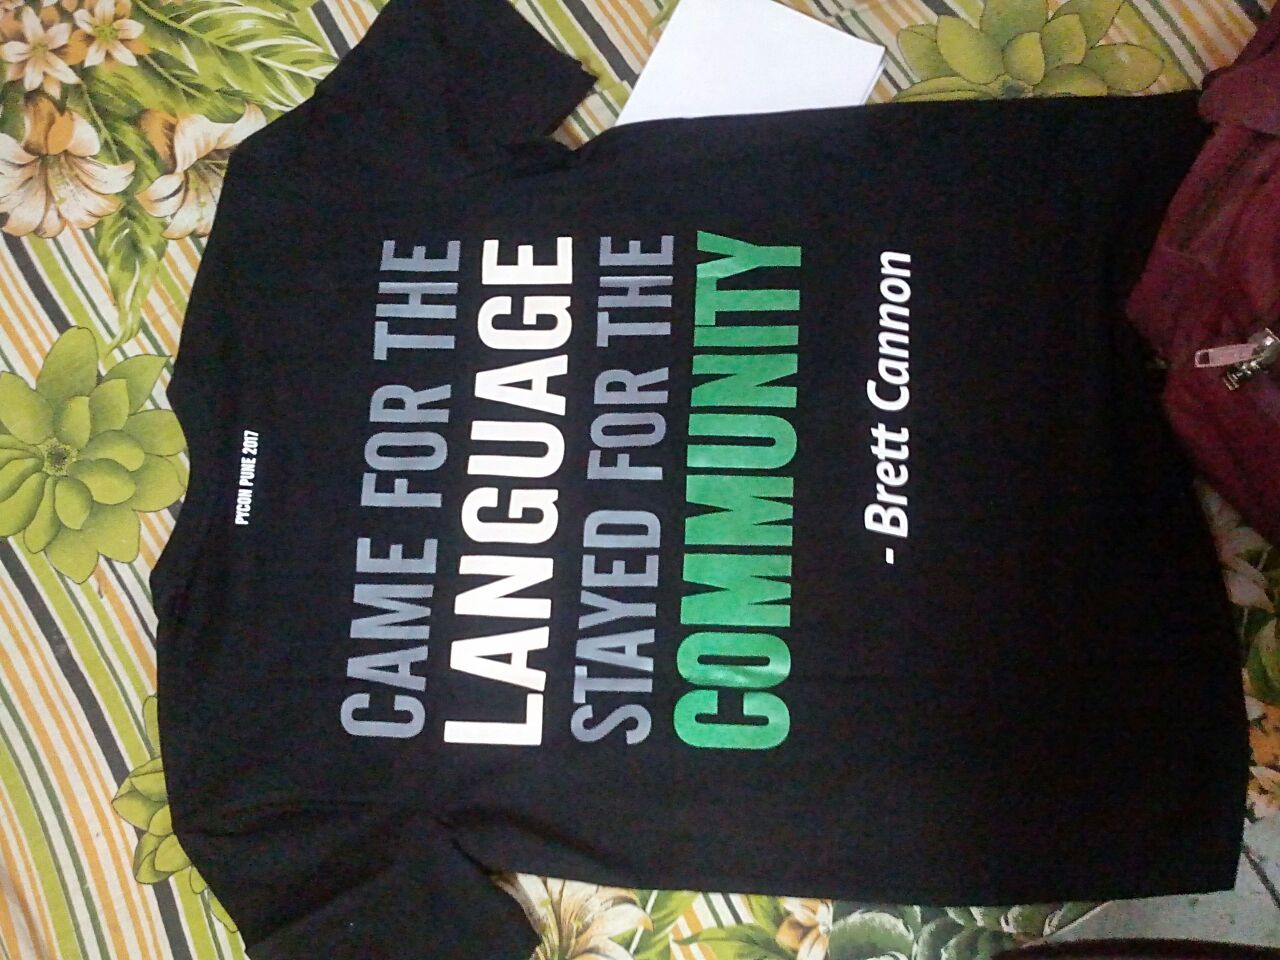 PYCON PUNE 2017
CAME FOR THE
LANGUAGE
STAYED FOR THE
COMMUNITY
- Brett Cannon